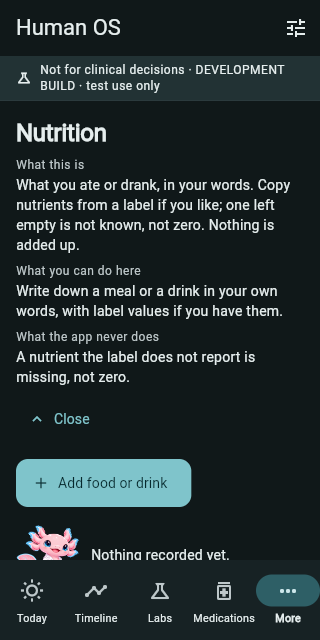 Human OS
Not for clinical decisions · DEVELOPMENT
BUILD · test use only
Nutrition
What this is
What you ate or drank, in your words. Copy
nutrients from a label if you like; one left
empty is not known, not zero. Nothing is
added up.
What you can do here
Write down a meal or a drink in your own
words, with label values if you have them.
What the app never does
A nutrient the label does not report is
missing, not zero.
Close
Add food or drink
Nothing recorded yet.
Today
Timeline
Labs
Medications
More